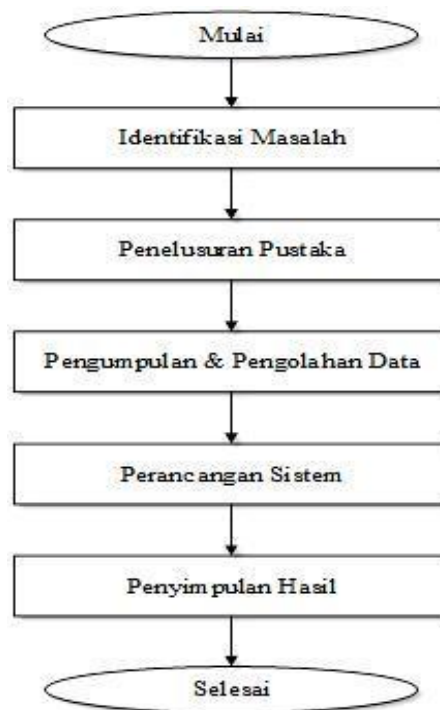 Mulai
Identifikasi Masalah
Penelusuran Pustaka
Pengumpulan & Pengolahan Data
Perancangan Sistem
Penyimpulan Hasil
Selesai